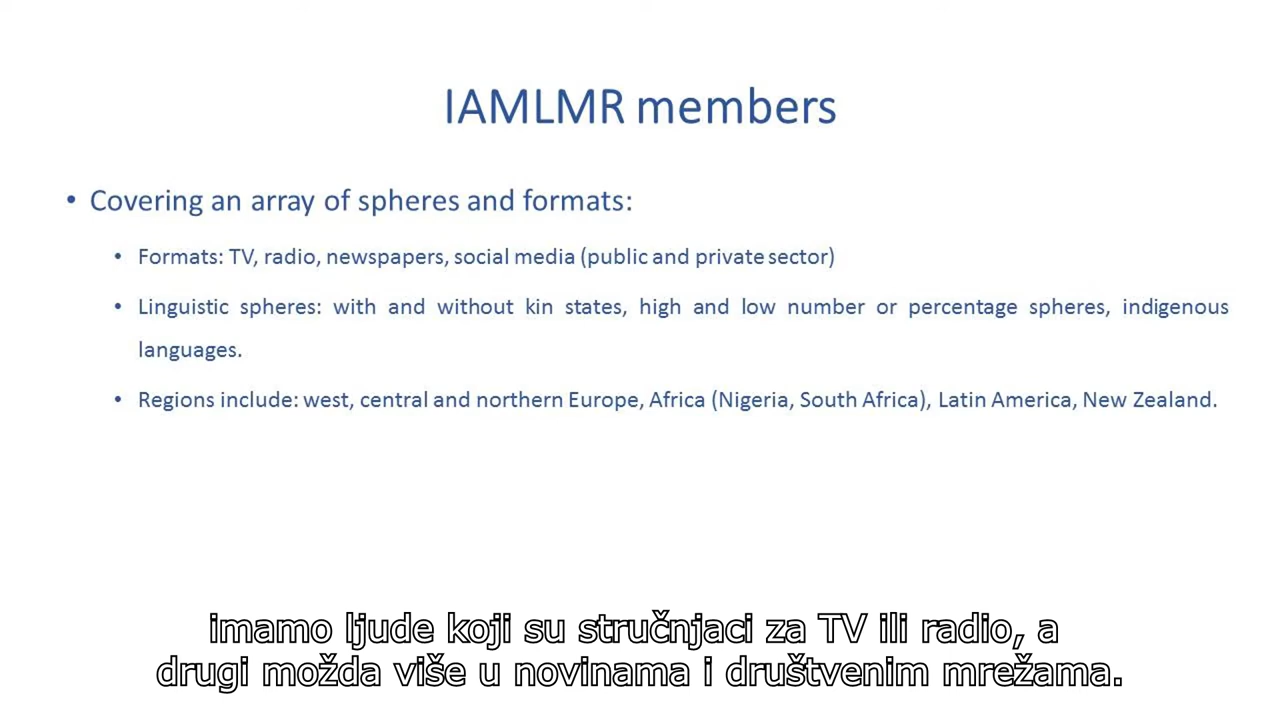 IAMLMR members
• Covering an array of spheres and formats:
• Formats: TV, radio, newspapers, social media (public and private sector)
• Linguistic spheres: with and without kin states, high and low number or percentage spheres, indigenous
languages.
• Regions include: west, central and northern Europe, Africa (Nigeria, South Africa), Latin America, New Zealand.
imamo ljude koji su stručnjaci za TV ili radio, a
drugi možda više u novinama i društvenim mrežama.